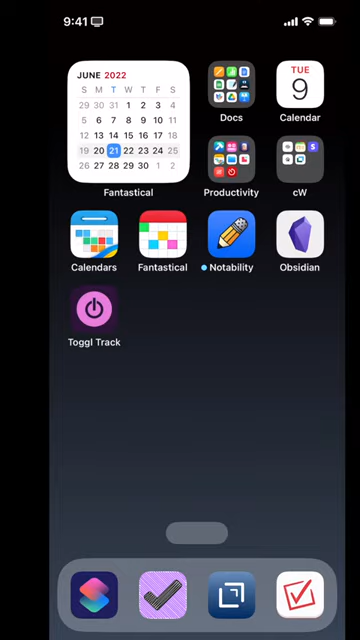 9:41
JUNE 2022
S M T W T F S
29 30 31 1 2 3 4
5 6 7 8 9 10 11
12 13 14 15 16 17 18
19 20 21 22 23 24 25
26 27 28 29 30 1 2
Fantastical
Docs
TUE
9
Calendar
Productivity
cW
Calendars
Fantastical
Notability
Obsidian
Toggl Track